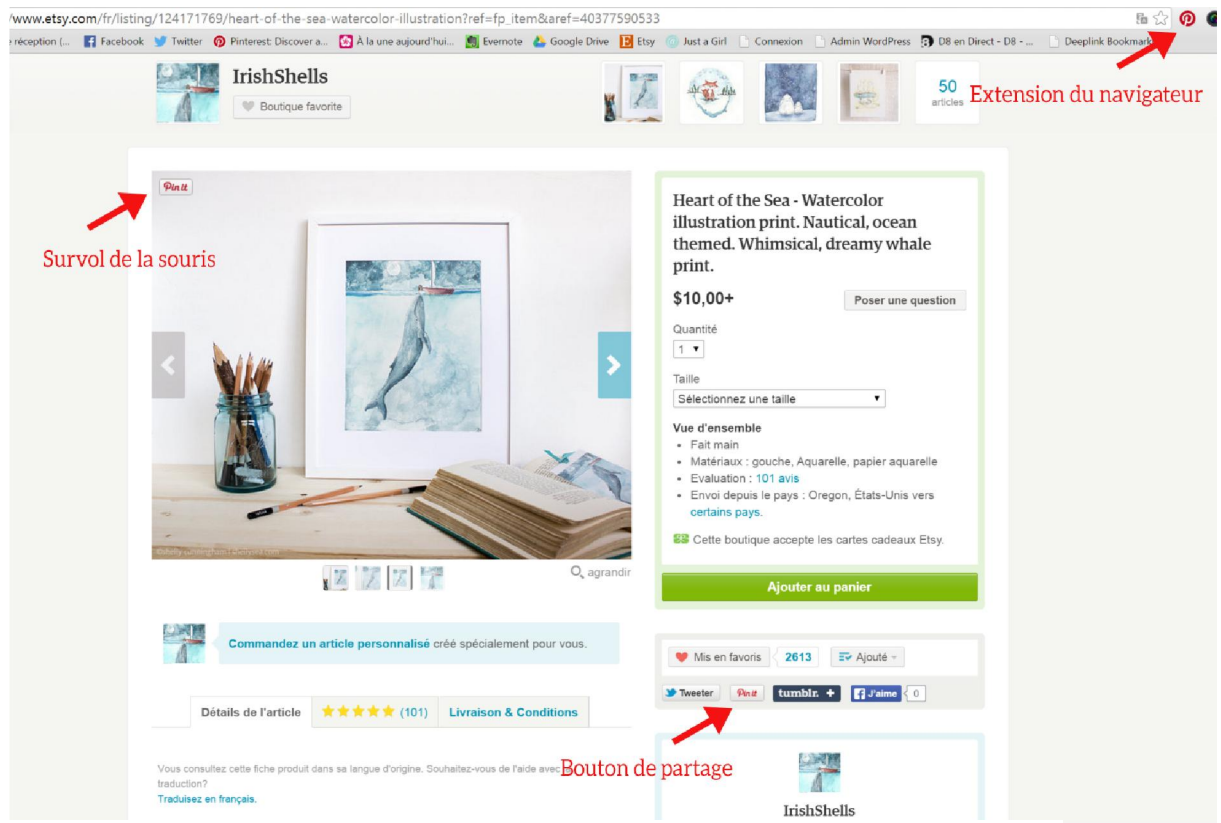 /www.etsy.com/fr/listing/124171769/heart-of-the-sea-watercolor-illustration?ref=fp_item&aref=40377590533
réception (... Facebook Twitter Pinterest: Discover a... À la une aujourd'hui... Evernote Google Drive Etsy Just a Girl Connexion Admin WordPress D8 en Direct - D8 - ... Deeplink Bookmark
IrishShells
Boutique favorite
50
articles
Extension du navigateur
Pin it
Survol de la souris
Heart of the Sea - Watercolor
illustration print. Nautical, ocean
themed. Whimsical, dreamy whale
print.
$10,00+ Poser une question
Quantité
1
Taille
Sélectionnez une taille
Vue d'ensemble
• Fait main
• Matériaux : gouche, Aquarelle, papier aquarelle
• Evaluation : 101 avis
• Envoi depuis le pays : Oregon, États-Unis vers
certains pays.
Cette boutique accepte les cartes cadeaux Etsy.
agrandir
Ajouter au panier
Commandez un article personnalisé créé spécialement pour vous.
Mis en favoris 2613 Ajouté
Tweeter Pin it tumblr. + J'aime 0
Détails de l'article (101) Livraison & Conditions
Bouton de partage
Vous consultez cette fiche produit dans sa langue d'origine. Souhaitez-vous de l'aide avec
traduction?
Traduisez en français.
IrishShells